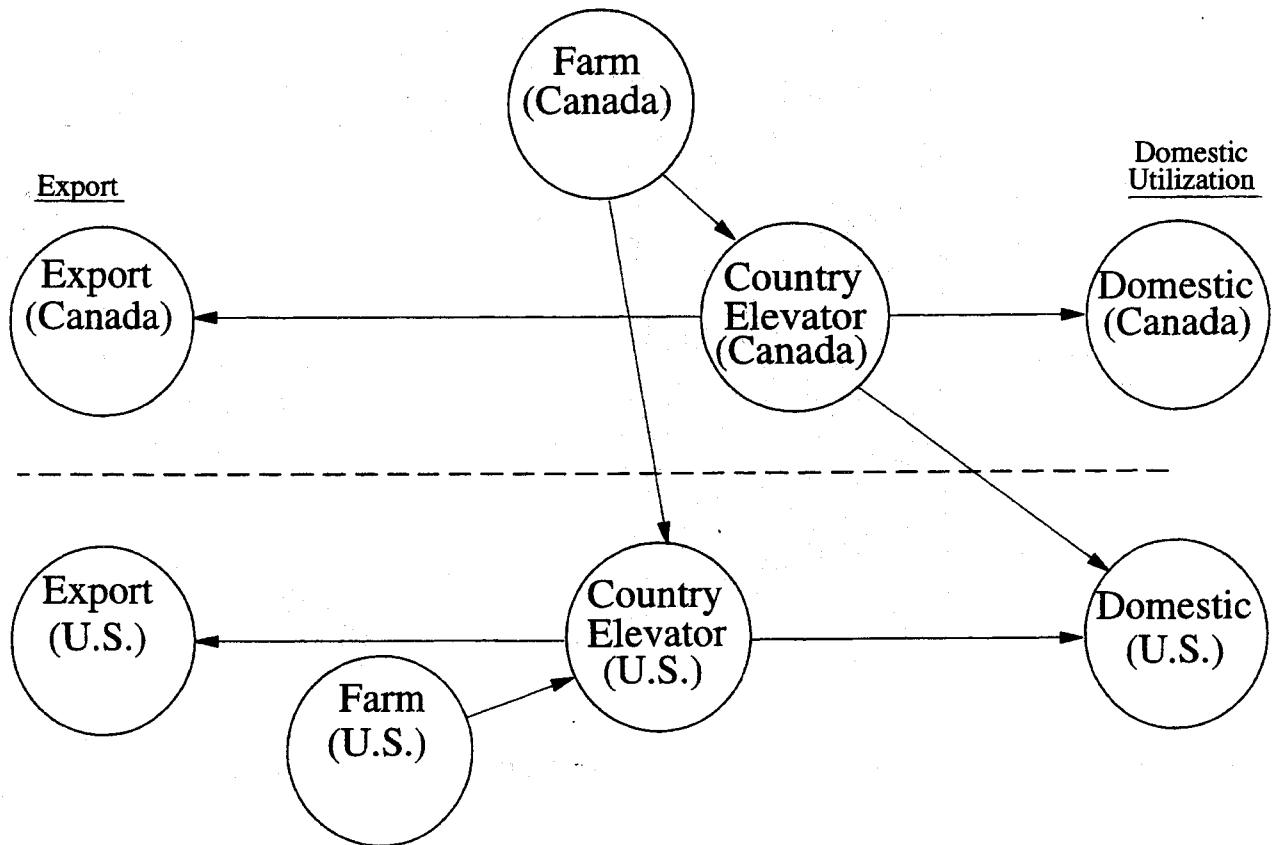 Farm
(Canada)
Export
Domestic
Utilization
Export
(Canada)
Country
Elevator
(Canada)
Domestic
(Canada)
Export
(U.S.)
Country
Elevator
(U.S.)
Domestic
(U.S.)
Farm
(U.S.)